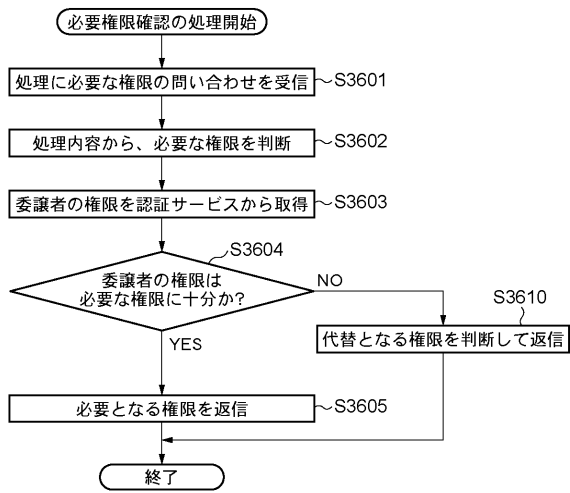 必要権限確認の処理開始
処理に必要な権限の問い合わせを受信
S3601
処理内容から、必要な権限を判断
S3602
委譲者の権限を認証サービスから取得
S3603
S3604
委譲者の権限は
必要な権限に十分か?
NO
S3610
代替となる権限を判断して返信
YES
必要となる権限を返信
S3605
終了